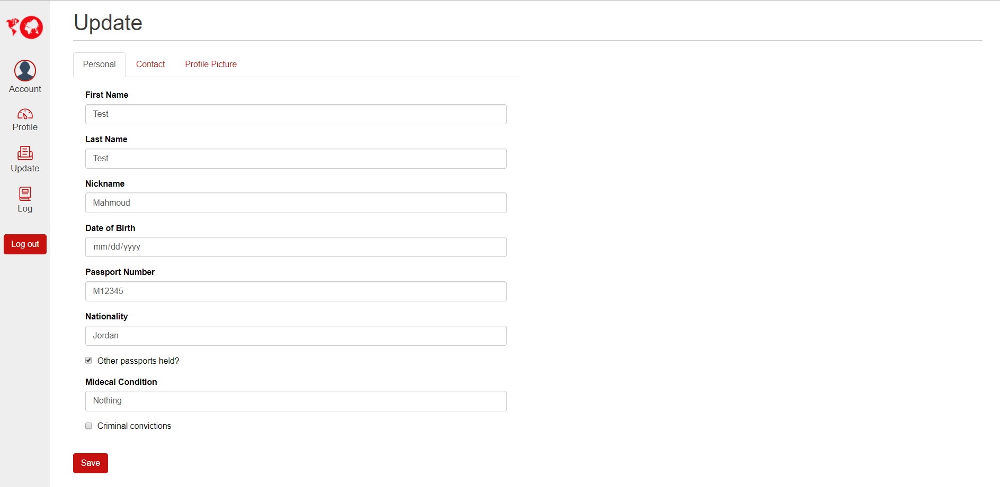 Update
Account
Profile
Update
Log
Log out
Personal Contact Profile Picture
First Name
Test
Last Name
Test
Nickname
Mahmoud
Date of Birth
mm/dd/yyyy
Passport Number
M12345
Nationality
Jordan
Other passports held?
Midecal Condition
Nothing
Criminal convictions
Save